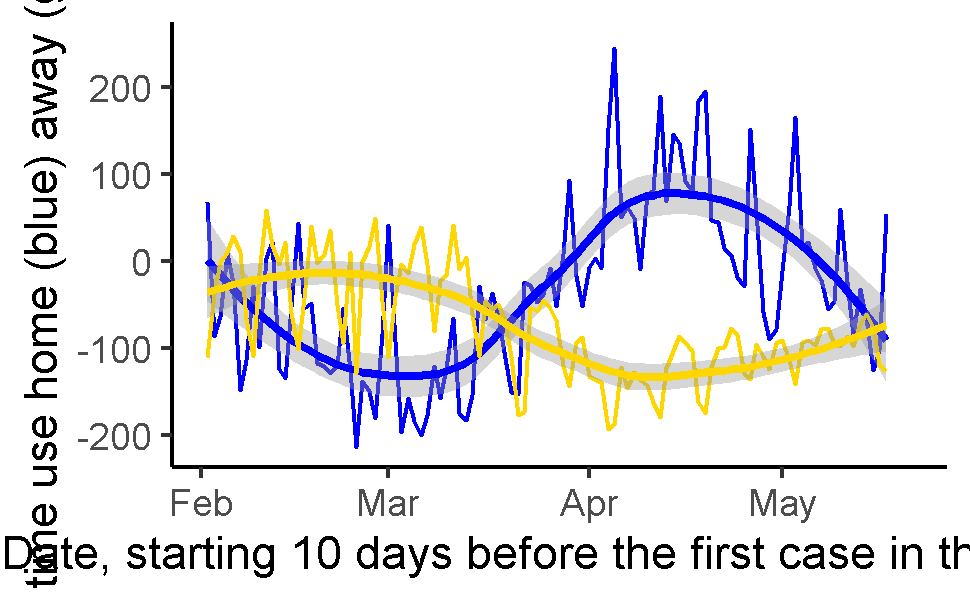 time use home (blue) away (
200
100
0
-100
-200
Feb Mar Apr May
Date, starting 10 days before the first case in th